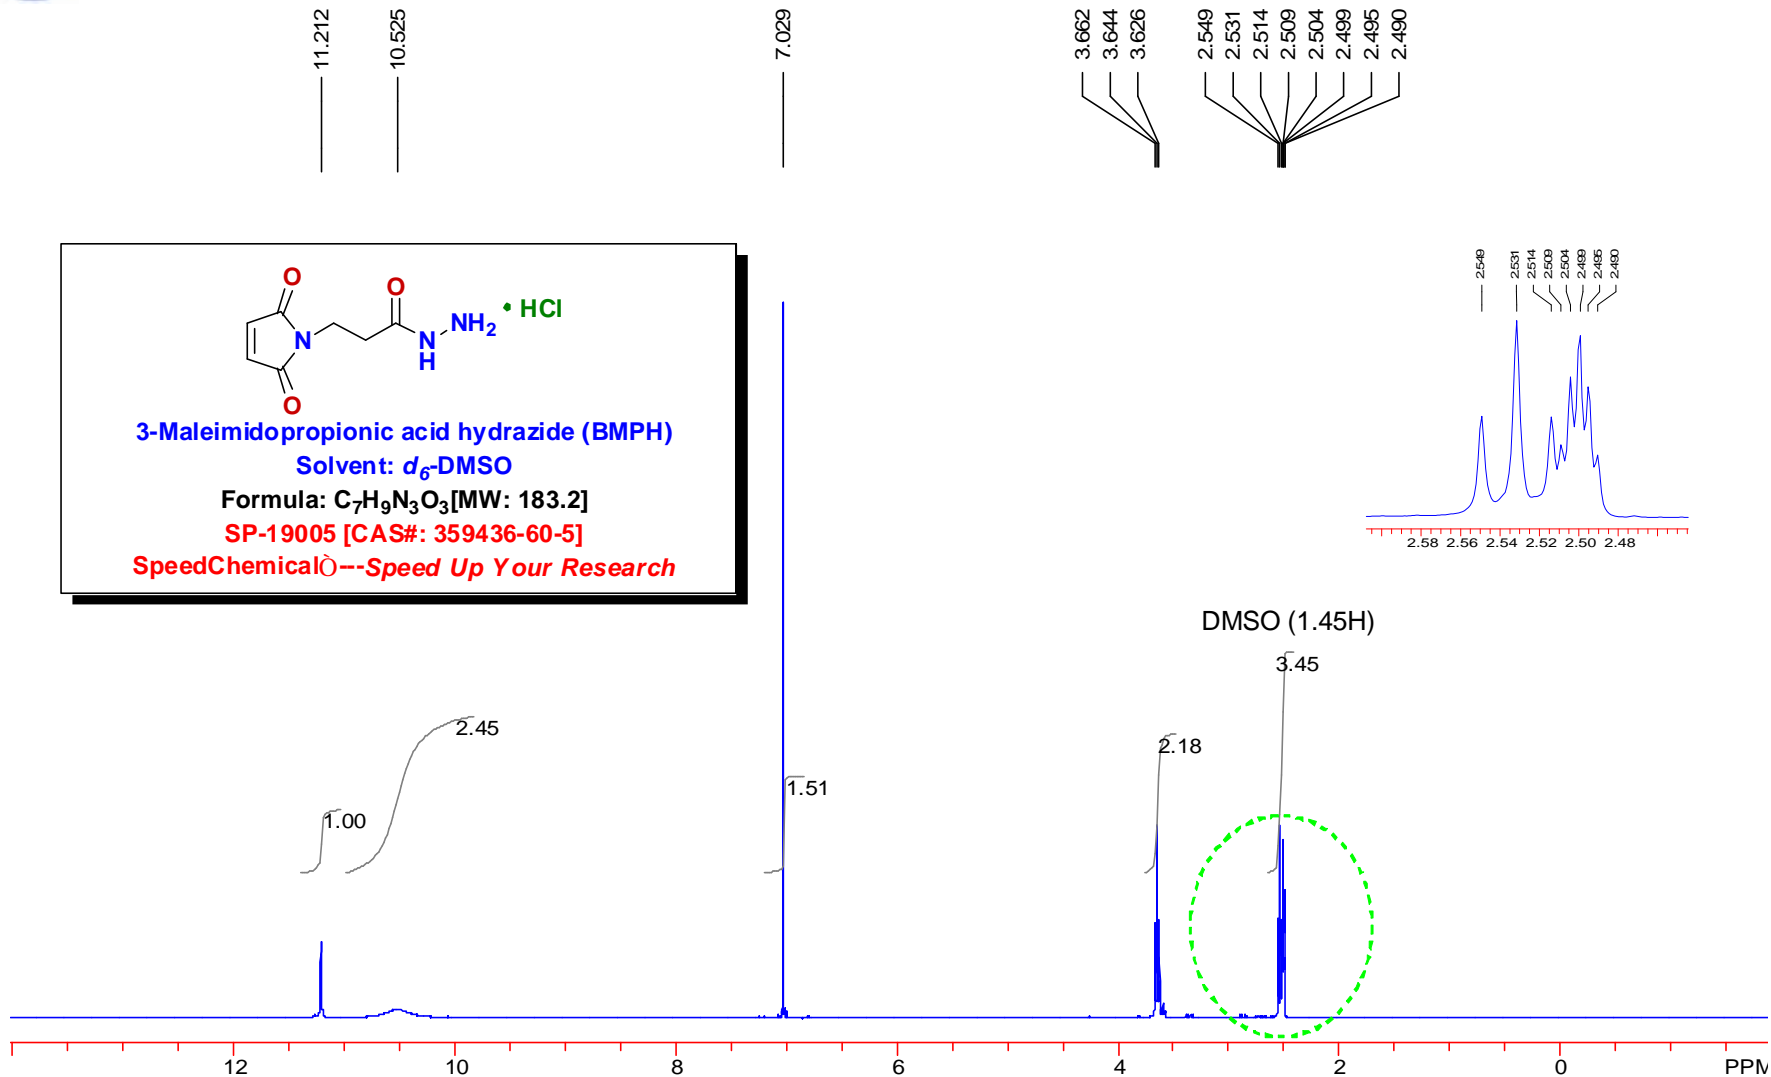 11.212
10.525
7.029
3.662
3.644
3.626
2.549
2.531
2.514
2.509
2.504
2.499
2.495
2.490
O
O
N
O
N
H
NH2
• HCl
O
3-Maleimidopropionic acid hydrazide (BMPH)
Solvent: d6-DMSO
Formula: C7H9N3O3[MW: 183.2]
SP-19005 [CAS#: 359436-60-5]
SpeedChemicalÒ---Speed Up Your Research
2.549
2.531
2.514
2.509
2.504
2.499
2.495
2.490
2.58 2.56 2.54 2.52 2.50 2.48
DMSO (1.45H)
3.45
2.45
2.18
1.51
1.00
12 10 8 6 4 2 0 PPM